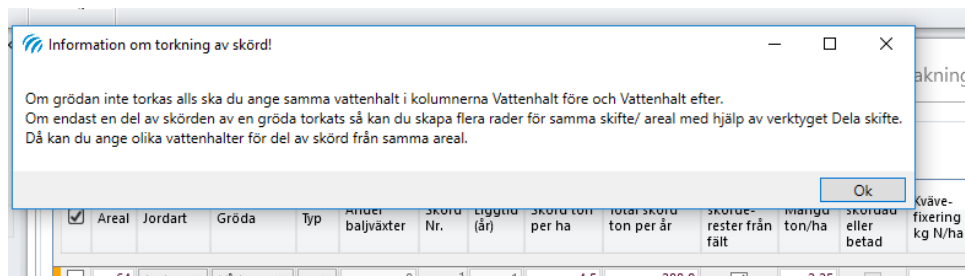 Information om torkning av skörd!
akning
Om grödan inte torkas alls ska du ange samma vattenhalt i kolumnerna Vattenhalt före och Vattenhalt efter.
Om endast en del av skörden av en gröda torkats så kan du skapa flera rader för samma skifte/ areal med hjälp av verktyget Dela skifte.
Då kan du ange olika vattenhalter för del av skörd från samma areal.
Ok
Areal Jordart Gröda Typ Andel baljväxter Skörd Nr. Liggtid (år) Skörd ton per ha Total skörd ton per år skörde-rester från fält Mängd ton/ha skördad eller betad Kväve-fixering kg N/ha